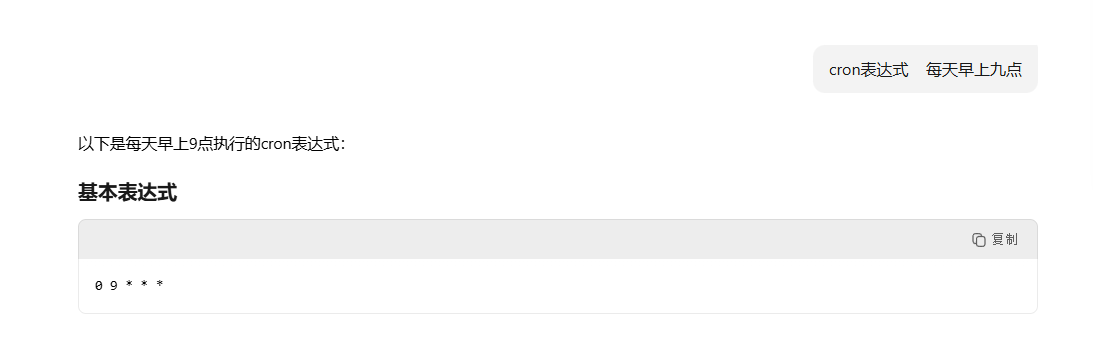 cron表达式 每天早上九点
以下是每天早上9点执行的cron表达式：
基本表达式
复制
0 9 * * *